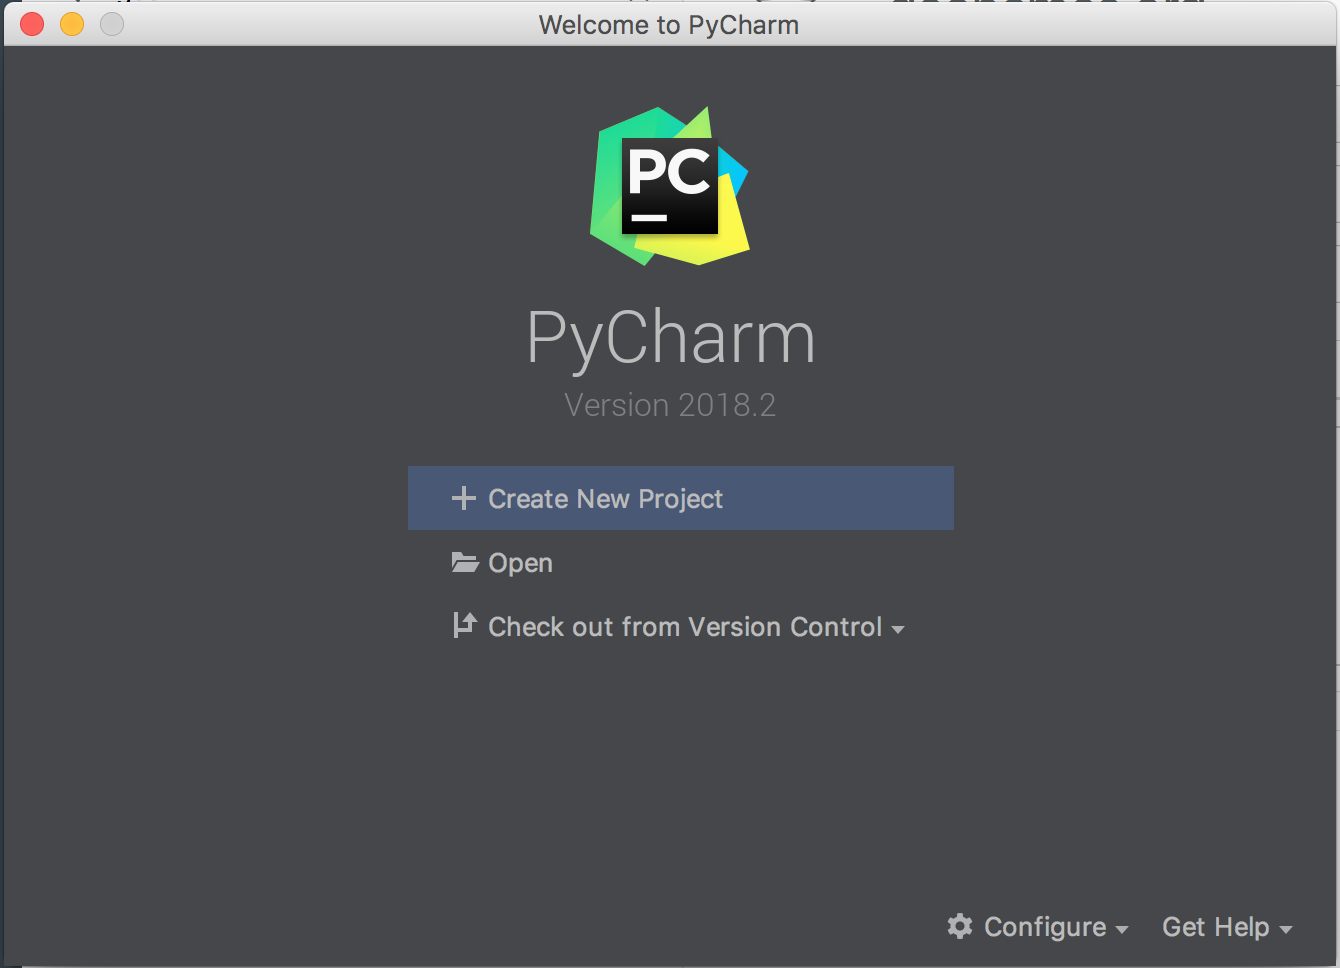 Welcome to PyCharm
PC
PyCharm
Version 2018.2
Create New Project
Open
Check out from Version Control
Configure
Get Help